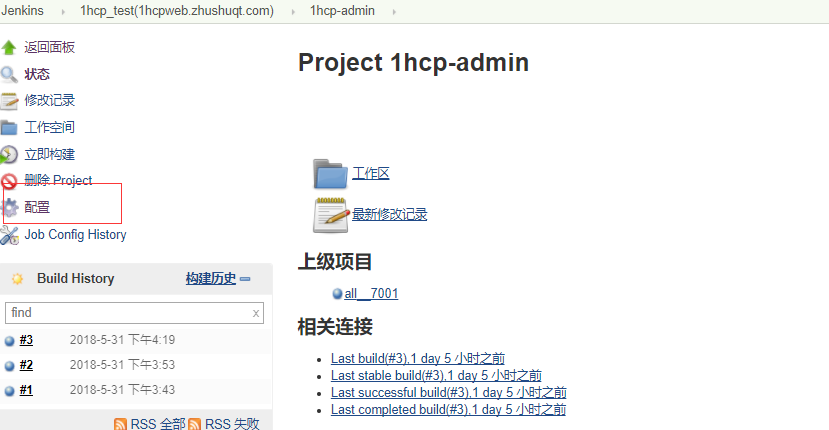 Jenkins 1hcp_test(1hcpweb.zhushuqt.com) 1hcp-admin
返回面板
状态
修改记录
工作空间
立即构建
删除 Project
配置
Job Config History
Build History 构建历史
find x
#3 2018-5-31 下午4:19
#2 2018-5-31 下午3:53
#1 2018-5-31 下午3:43
RSS 全部 RSS 失败
Project 1hcp-admin
工作区
最新修改记录
上级项目
all__7001
相关连接
Last build(#3),1 day 5 小时之前
Last stable build(#3),1 day 5 小时之前
Last successful build(#3),1 day 5 小时之前
Last completed build(#3),1 day 5 小时之前